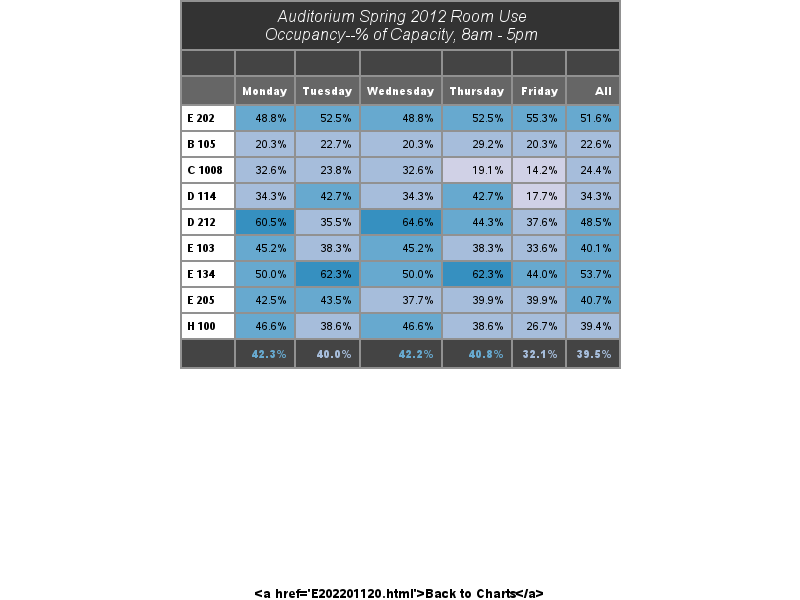 Auditorium Spring 2012 Room Use
Occupancy--% of Capacity, 8am - 5pm
Monday Tuesday Wednesday Thursday Friday All
E 202 48.8% 52.5% 48.8% 52.5% 55.3% 51.6%
B 105 20.3% 22.7% 20.3% 29.2% 20.3% 22.6%
C 1008 32.6% 23.8% 32.6% 19.1% 14.2% 24.4%
D 114 34.3% 42.7% 34.3% 42.7% 17.7% 34.3%
D 212 60.5% 35.5% 64.6% 44.3% 37.6% 48.5%
E 103 45.2% 38.3% 45.2% 38.3% 33.6% 40.1%
E 134 50.0% 62.3% 50.0% 62.3% 44.0% 53.7%
E 205 42.5% 43.5% 37.7% 39.9% 39.9% 40.7%
H 100 46.6% 38.6% 46.6% 38.6% 26.7% 39.4%
42.3% 40.0% 42.2% 40.8% 32.1% 39.5%
<a href='E202201120.html'>Back to Charts</a>